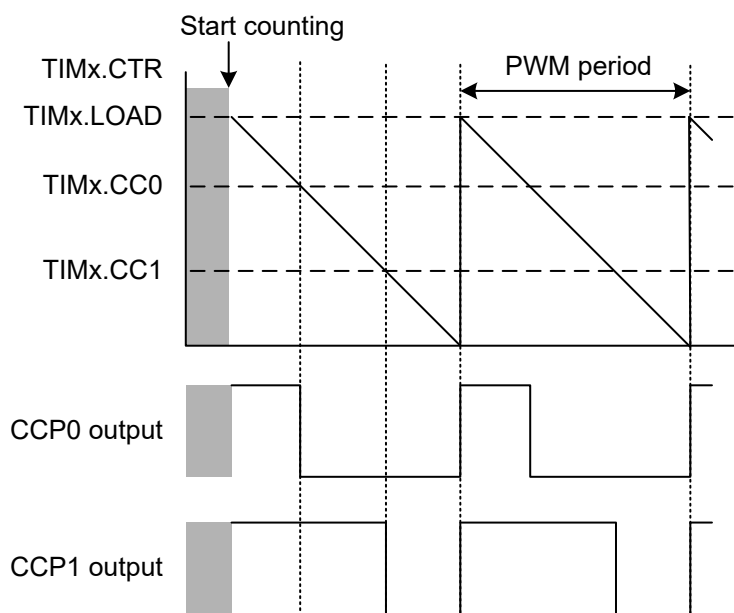 Start counting
TIMx.CTR
PWM period
TIMx.LOAD
TIMx.CC0
TIMx.CC1
CCP0 output
CCP1 output